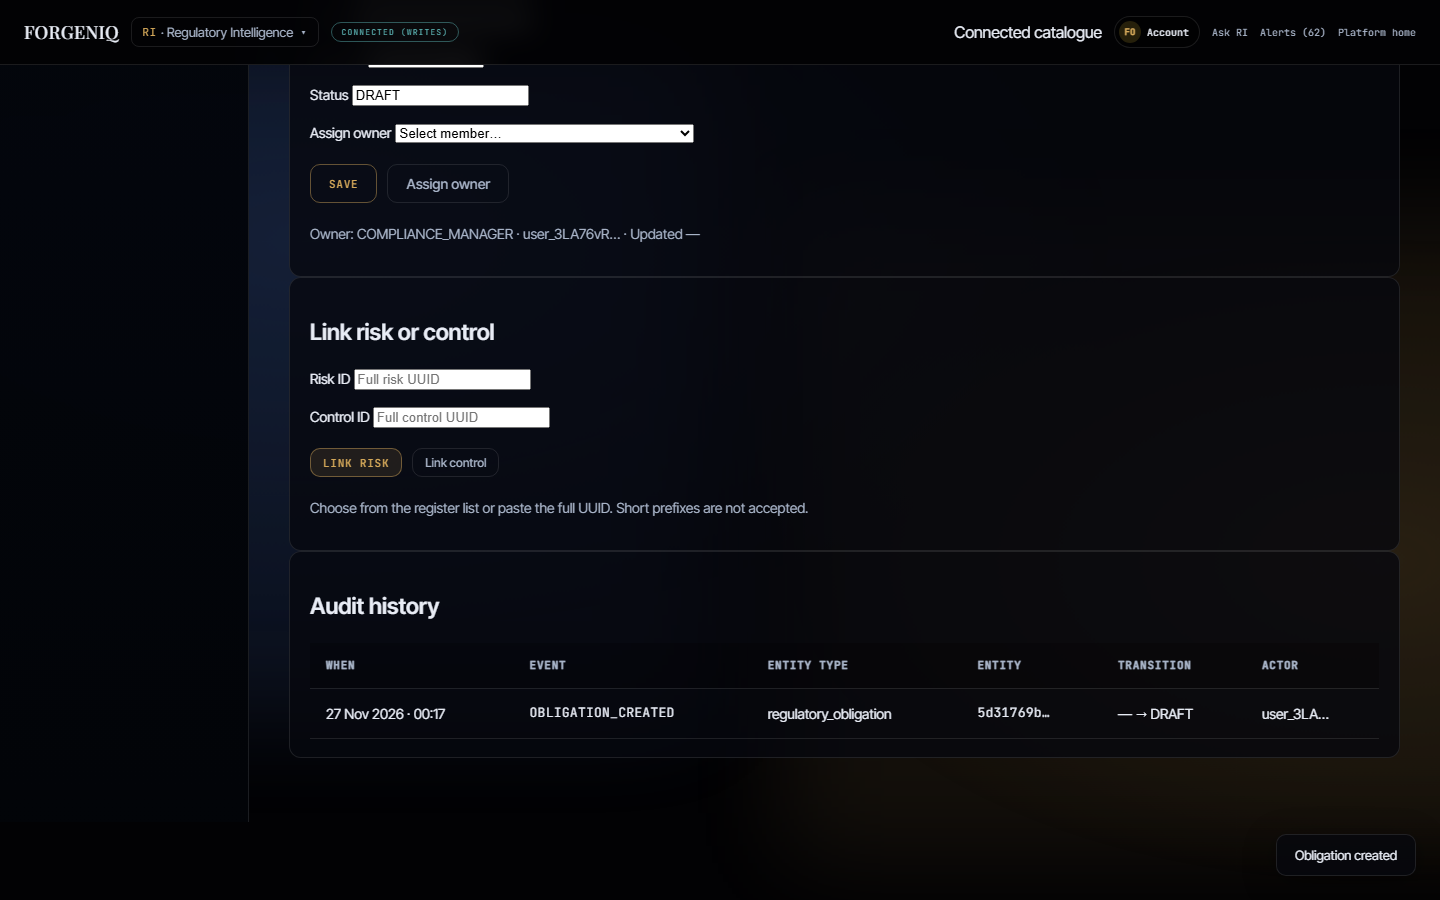 FORGENIQ
RI · Regulatory Intelligence ▾
CONNECTED (WRITES)
Connected catalogue
FO Account
Ask RI
Alerts (62)
Platform home
Status DRAFT
Assign owner Select member...
SAVE
Assign owner
Owner: COMPLIANCE_MANAGER · user_3LA76vR... · Updated —
Link risk or control
Risk ID Full risk UUID
Control ID Full control UUID
LINK RISK
Link control
Choose from the register list or paste the full UUID. Short prefixes are not accepted.
Audit history
WHEN EVENT ENTITY TYPE ENTITY TRANSITION ACTOR
27 Nov 2026 · 00:17 OBLIGATION_CREATED regulatory_obligation 5d31769b… — → DRAFT user_3LA...
Obligation created